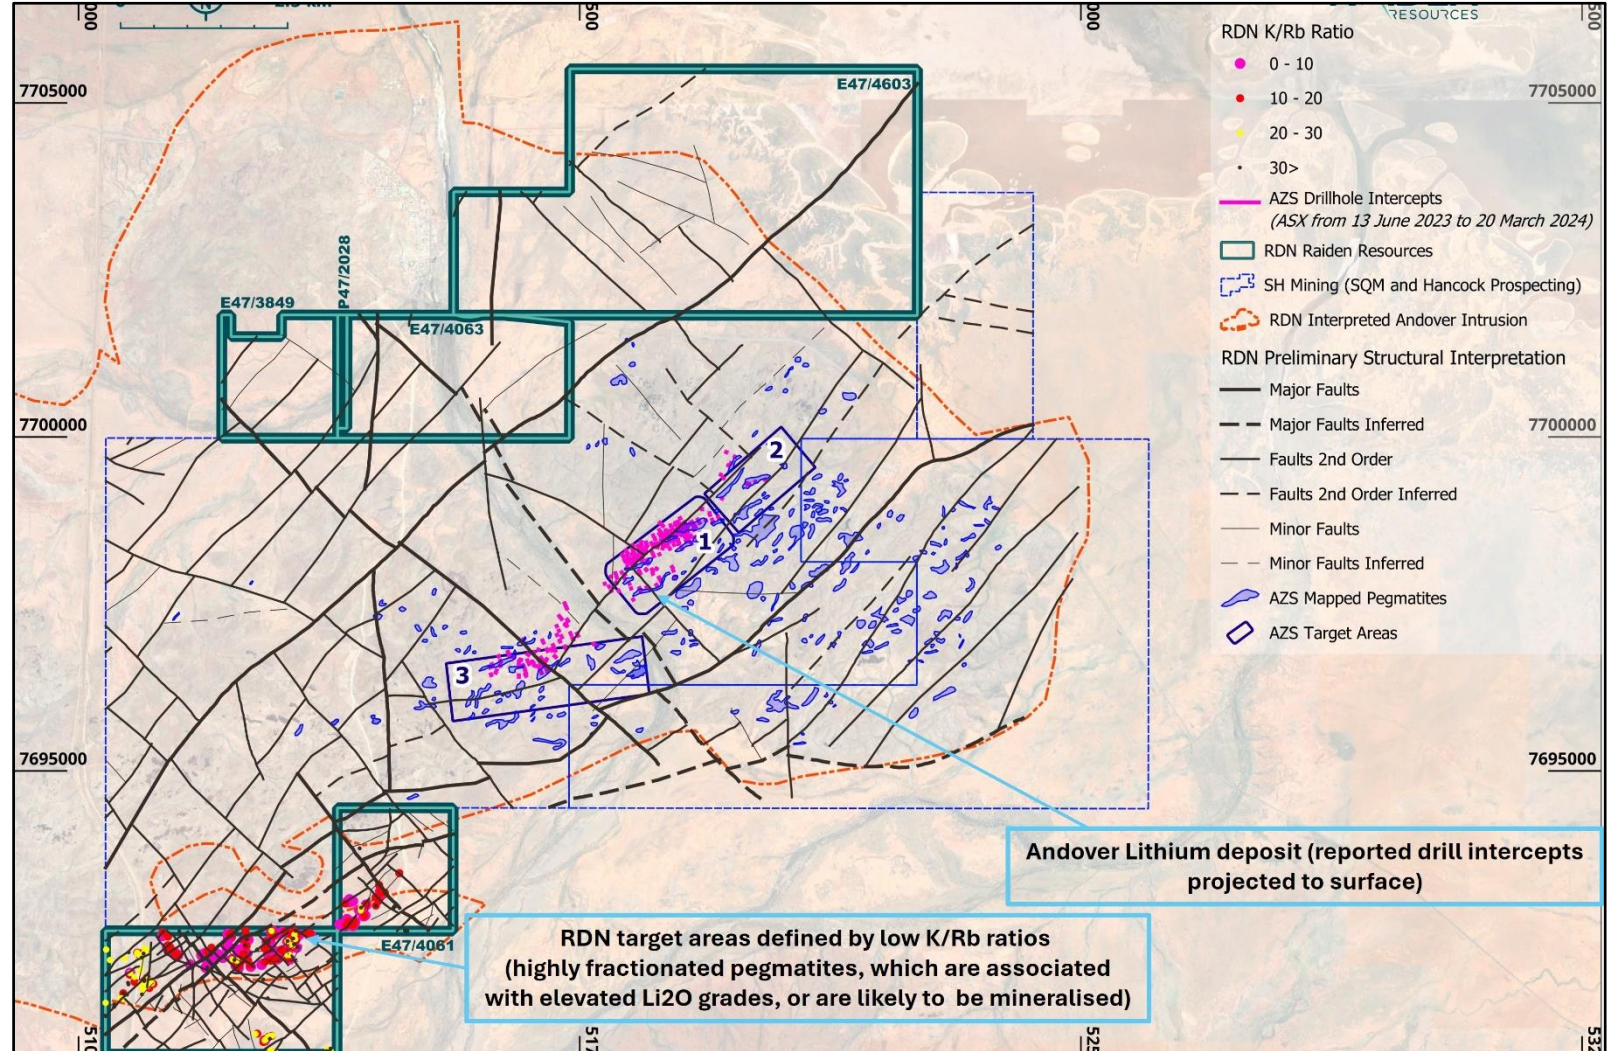 2.5 km
N
RESOURCES
7705000
7705000
7700000
7700000
7695000
7695000
E47/4603
P47/2028
E47/3849
E47/4063
E47/4061
1
2
3
RDN K/Rb Ratio
0 - 10
10 - 20
20 - 30
30>
AZS Drillhole Intercepts
(ASX from 13 June 2023 to 20 March 2024)
RDN Raiden Resources
SH Mining (SQM and Hancock Prospecting)
RDN Interpreted Andover Intrusion
RDN Preliminary Structural Interpretation
Major Faults
Major Faults Inferred
Faults 2nd Order
Faults 2nd Order Inferred
Minor Faults
Minor Faults Inferred
AZS Mapped Pegmatites
AZS Target Areas
Andover Lithium deposit (reported drill intercepts
projected to surface)
RDN target areas defined by low K/Rb ratios
(highly fractionated pegmatites, which are associated
with elevated Li2O grades, or are likely to be mineralised)